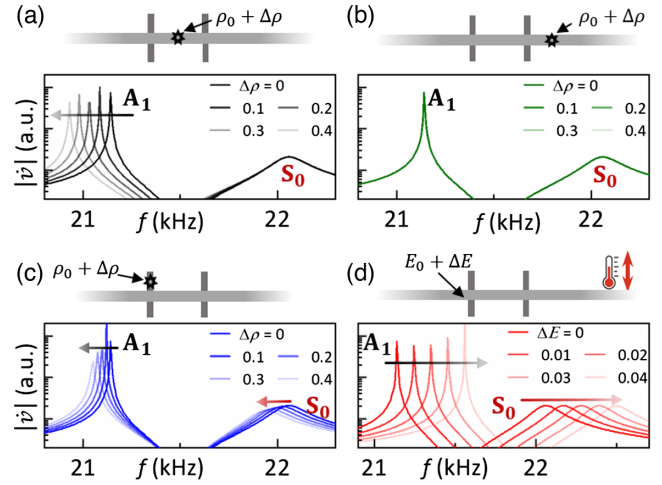 (a)
ρ₀ + Δρ
A₁
Δρ = 0
0.1 0.2
0.3 0.4
S₀
|v̇| (a.u.)
21 22
f (kHz)
(b)
ρ₀ + Δρ
A₁
Δρ = 0
0.1 0.2
0.3 0.4
S₀
21 22
f (kHz)
(c)
ρ₀ + Δρ
A₁
Δρ = 0
0.1 0.2
0.3 0.4
S₀
|v̇| (a.u.)
21 22
f (kHz)
(d)
E₀ + ΔE
A₁
ΔE = 0
0.01 0.02
0.03 0.04
S₀
21 22
f (kHz)